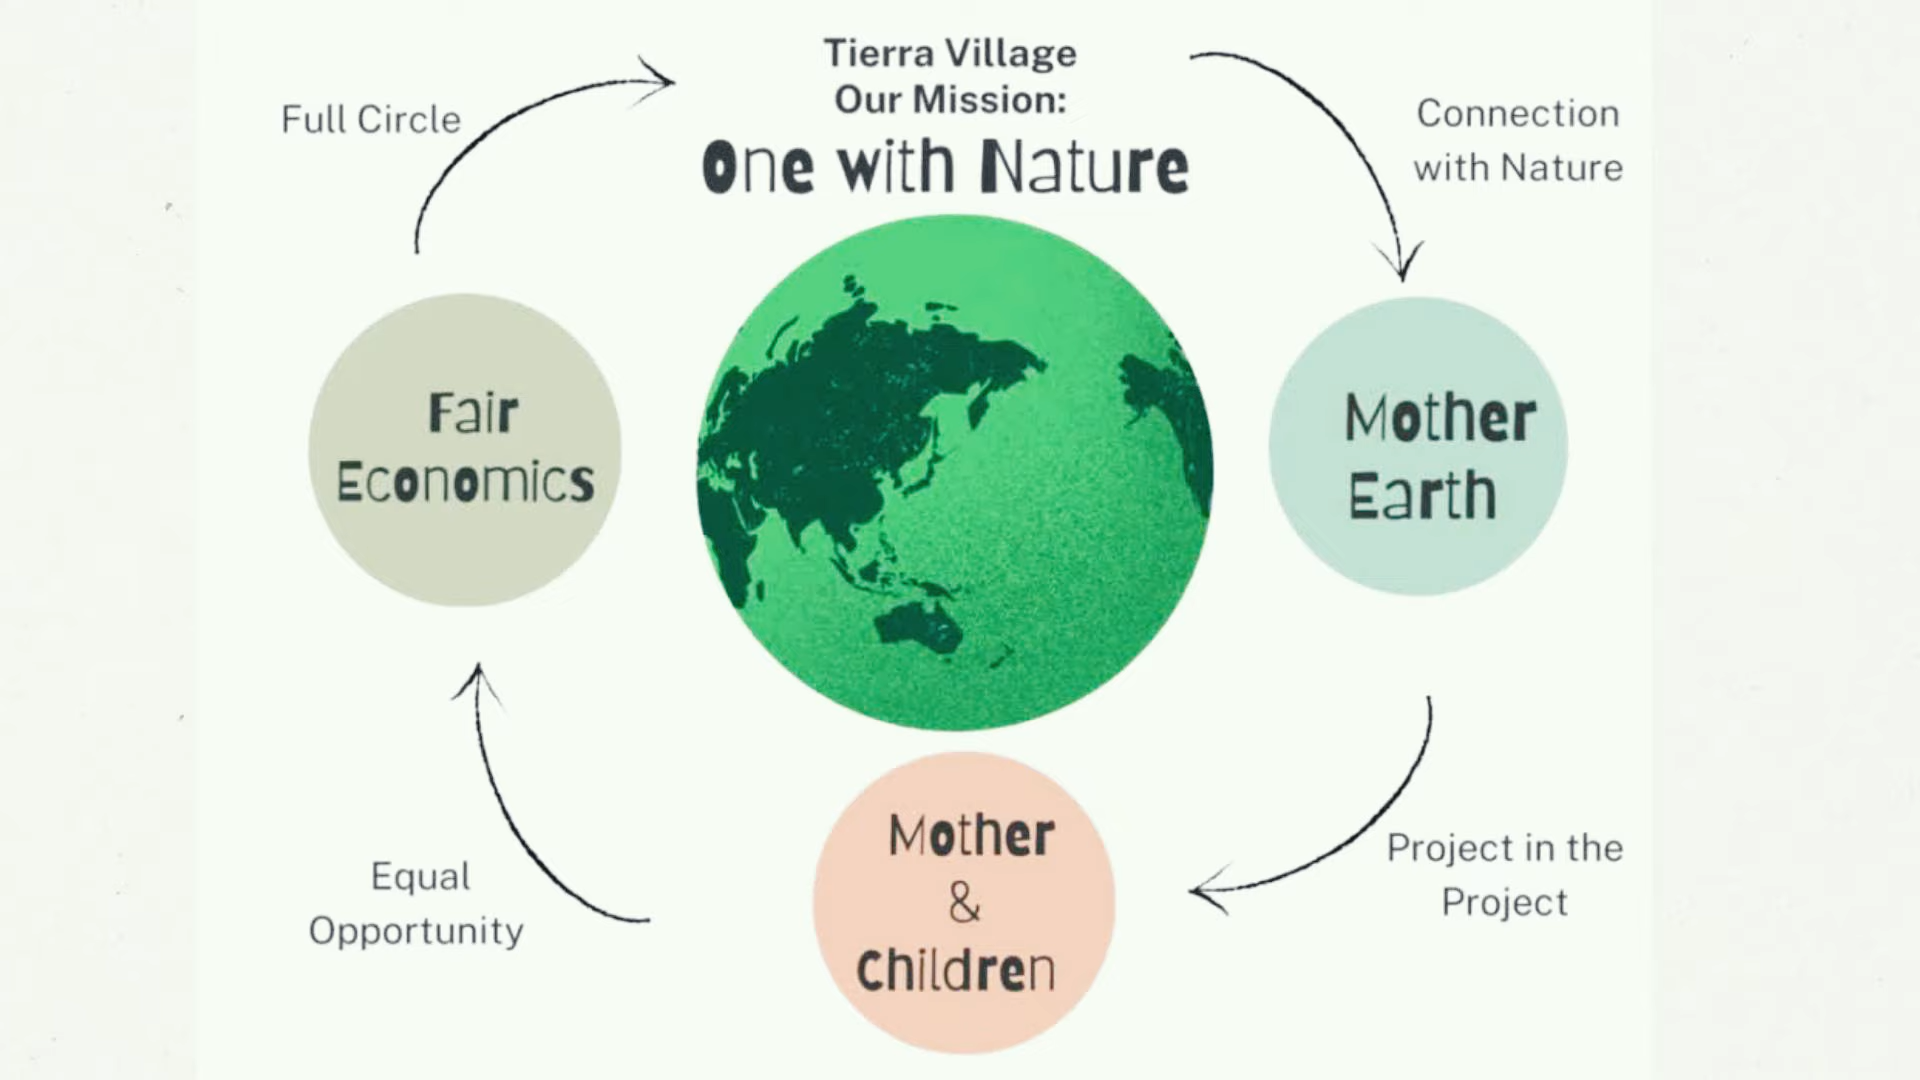 Tierra Village
Our Mission:
One with Nature
Full Circle
Connection
with Nature
Fair
Economics
Mother
Earth
Mother
&
Children
Equal
Opportunity
Project in the
Project